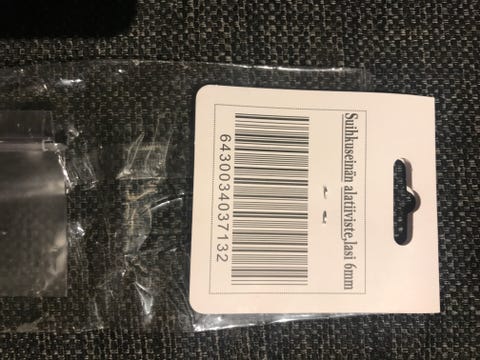 Suihkuseinän alatiiviste,lasi 6mm
6430034037132